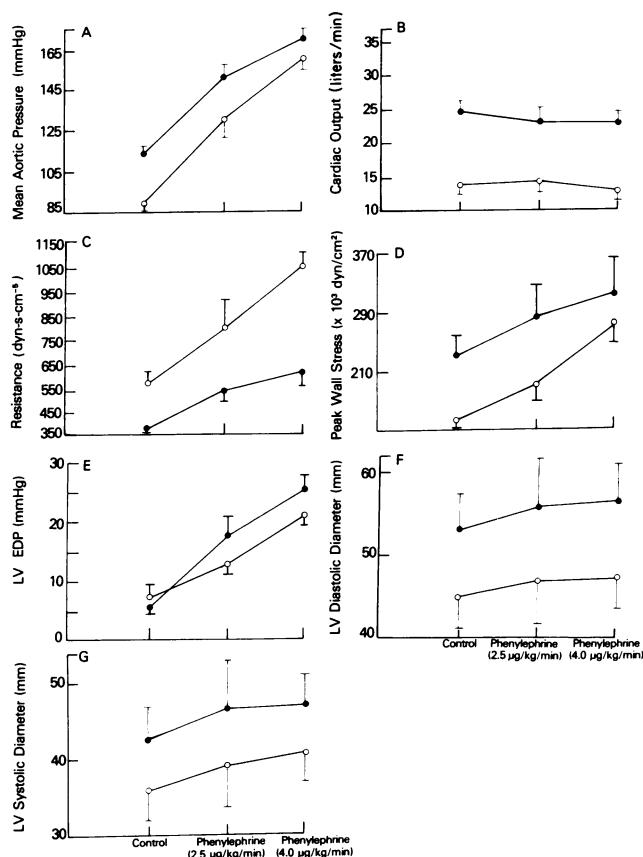 A
Mean Aortic Pressure (mmHg)
165
145
125
105
85
B
Cardiac Output (liters/min)
35
30
25
20
15
10
C
Resistance (dyn-s-cm⁻⁵)
1150
1050
950
850
750
650
550
450
350
D
Peak Wall Stress (x 10³ dyn/cm²)
370
290
210
E
LV EDP (mmHg)
30
20
10
0
F
LV Diastolic Diameter (mm)
60
50
40
Control
Phenylephrine
(2.5 µg/kg/min)
Phenylephrine
(4.0 µg/kg/min)
G
LV Systolic Diameter (mm)
50
40
30
Control
Phenylephrine
(2.5 µg/kg/min)
Phenylephrine
(4.0 µg/kg/min)